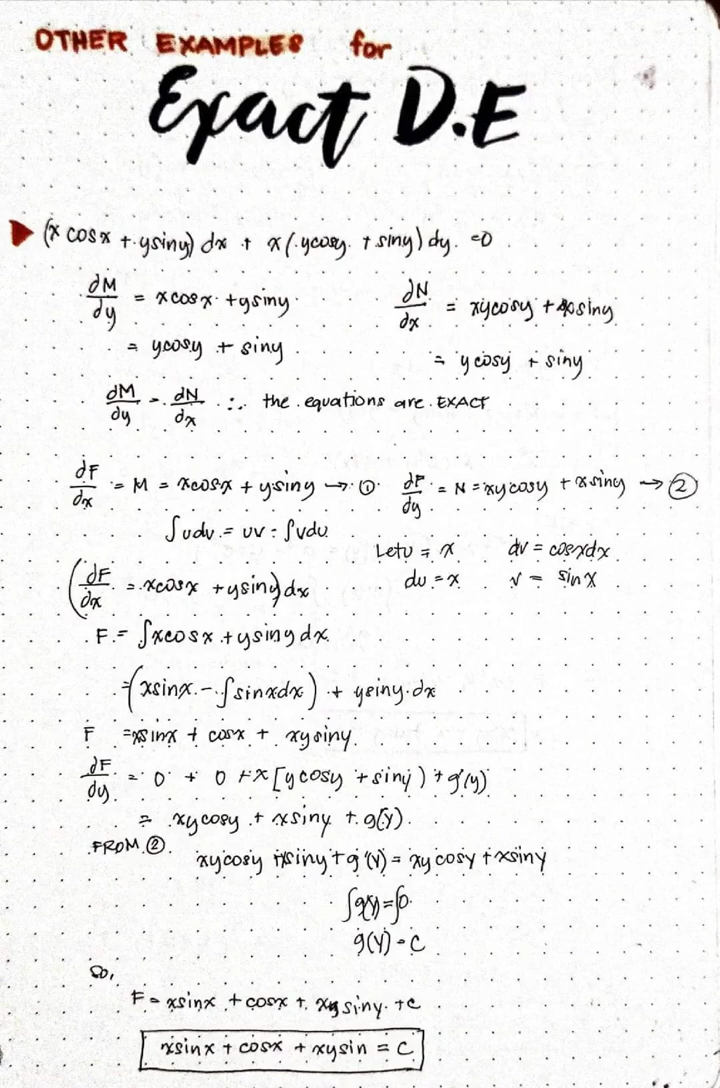 OTHER EXAMPLES for
Exact D.E
(x cosx + ysiny) dx + x(ycosy + siny) dy = 0
∂M/∂y = xcosx + ysiny
∂N/∂x = xycosy + xsiny
= ycosy + siny
= ycosy + siny
∂M/∂y = ∂N/∂x ∴ the equations are EXACT
∂F/∂x = M = xcosx + ysiny → ① ∂F/∂y = N = xycosy + xsiny → ②
∫udv = uv - ∫vdu
Let u = x dv = cosxdx
du = x v = sinx
(∂F/∂x = xcosx + ysiny) dx
F = ∫xcosx + ysiny dx
= (xsinx - ∫sinxdx) + ysiny dx
F = xsinx + cosx + xysiny
∂F/∂y = 0 + 0 + x[ycosy + siny) + g'(y)
= xycosy + xsiny + g(y)
FROM ②
xycosy + xsiny + g'(y) = xycosy + xsiny
∫g'(y) = ∫0
g(y) = C
So,
F = xsinx + cosx + xysiny + c
xsinx + cosx + xysin = C